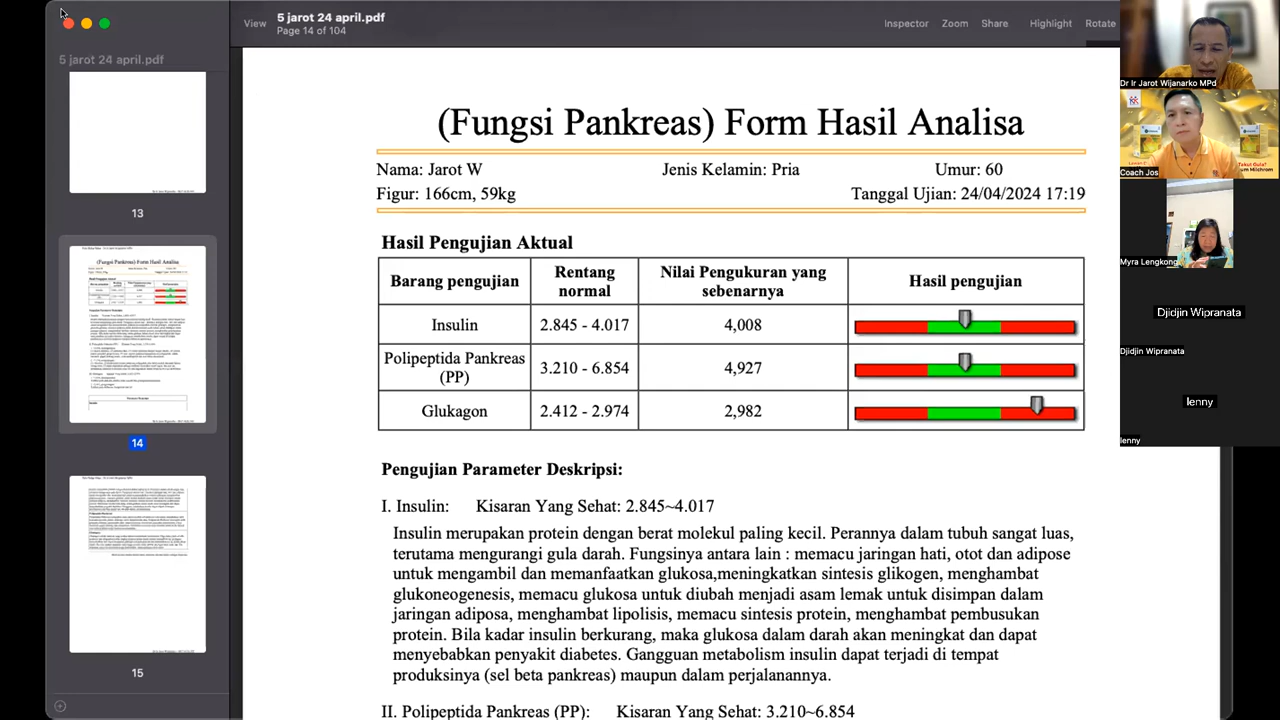 View
5 jarot 24 april.pdf
Page 14 of 104
Inspector
Zoom
Share
Highlight
Rotate
5 jarot 24 april.pdf
13
14
15
(Fungsi Pankreas) Form Hasil Analisa
Nama: Jarot W Jenis Kelamin: Pria Umur: 60
Figur: 166cm, 59kg Tanggal Ujian: 24/04/2024 17:19
Hasil Pengujian Aktual
Barang pengujian Rentang normal Nilai Pengukuran yang sebenarnya Hasil pengujian
Insulin 2.845 - 4.017 4,008
Polipeptida Pankreas (PP) 3.210 - 6.854 4,927
Glukagon 2.412 - 2.974 2,982
Pengujian Parameter Deskripsi:
I. Insulin: Kisaran Yang Sehat: 2.845~4.017
Insulin merupakan protein dengan berat molekul paling kecil. Perannya dalam tubuh sangat luas,
terutama mengurangi gula darah. Fungsinya antara lain : memacu jaringan hati, otot dan adipose
untuk mengambil dan memanfaatkan glukosa,meningkatkan sintesis glikogen, menghambat
glukoneogenesis, memacu glukosa untuk diubah menjadi asam lemak untuk disimpan dalam
jaringan adiposa, menghambat lipolisis, memacu sintesis protein, menghambat pembusukan
protein. Bila kadar insulin berkurang, maka glukosa dalam darah akan meningkat dan dapat
menyebabkan penyakit diabetes. Gangguan metabolism insulin dapat terjadi di tempat
produksinya (sel beta pankreas) maupun dalam perjalanannya.
II. Polipeptida Pankreas (PP): Kisaran Yang Sehat: 3.210~6.854
Dr Ir Jarot Wijanarko MPd
Coach Jos
Myra Lengkong
Djidjin Wipranata
Djidjin Wipranata
lenny
lenny